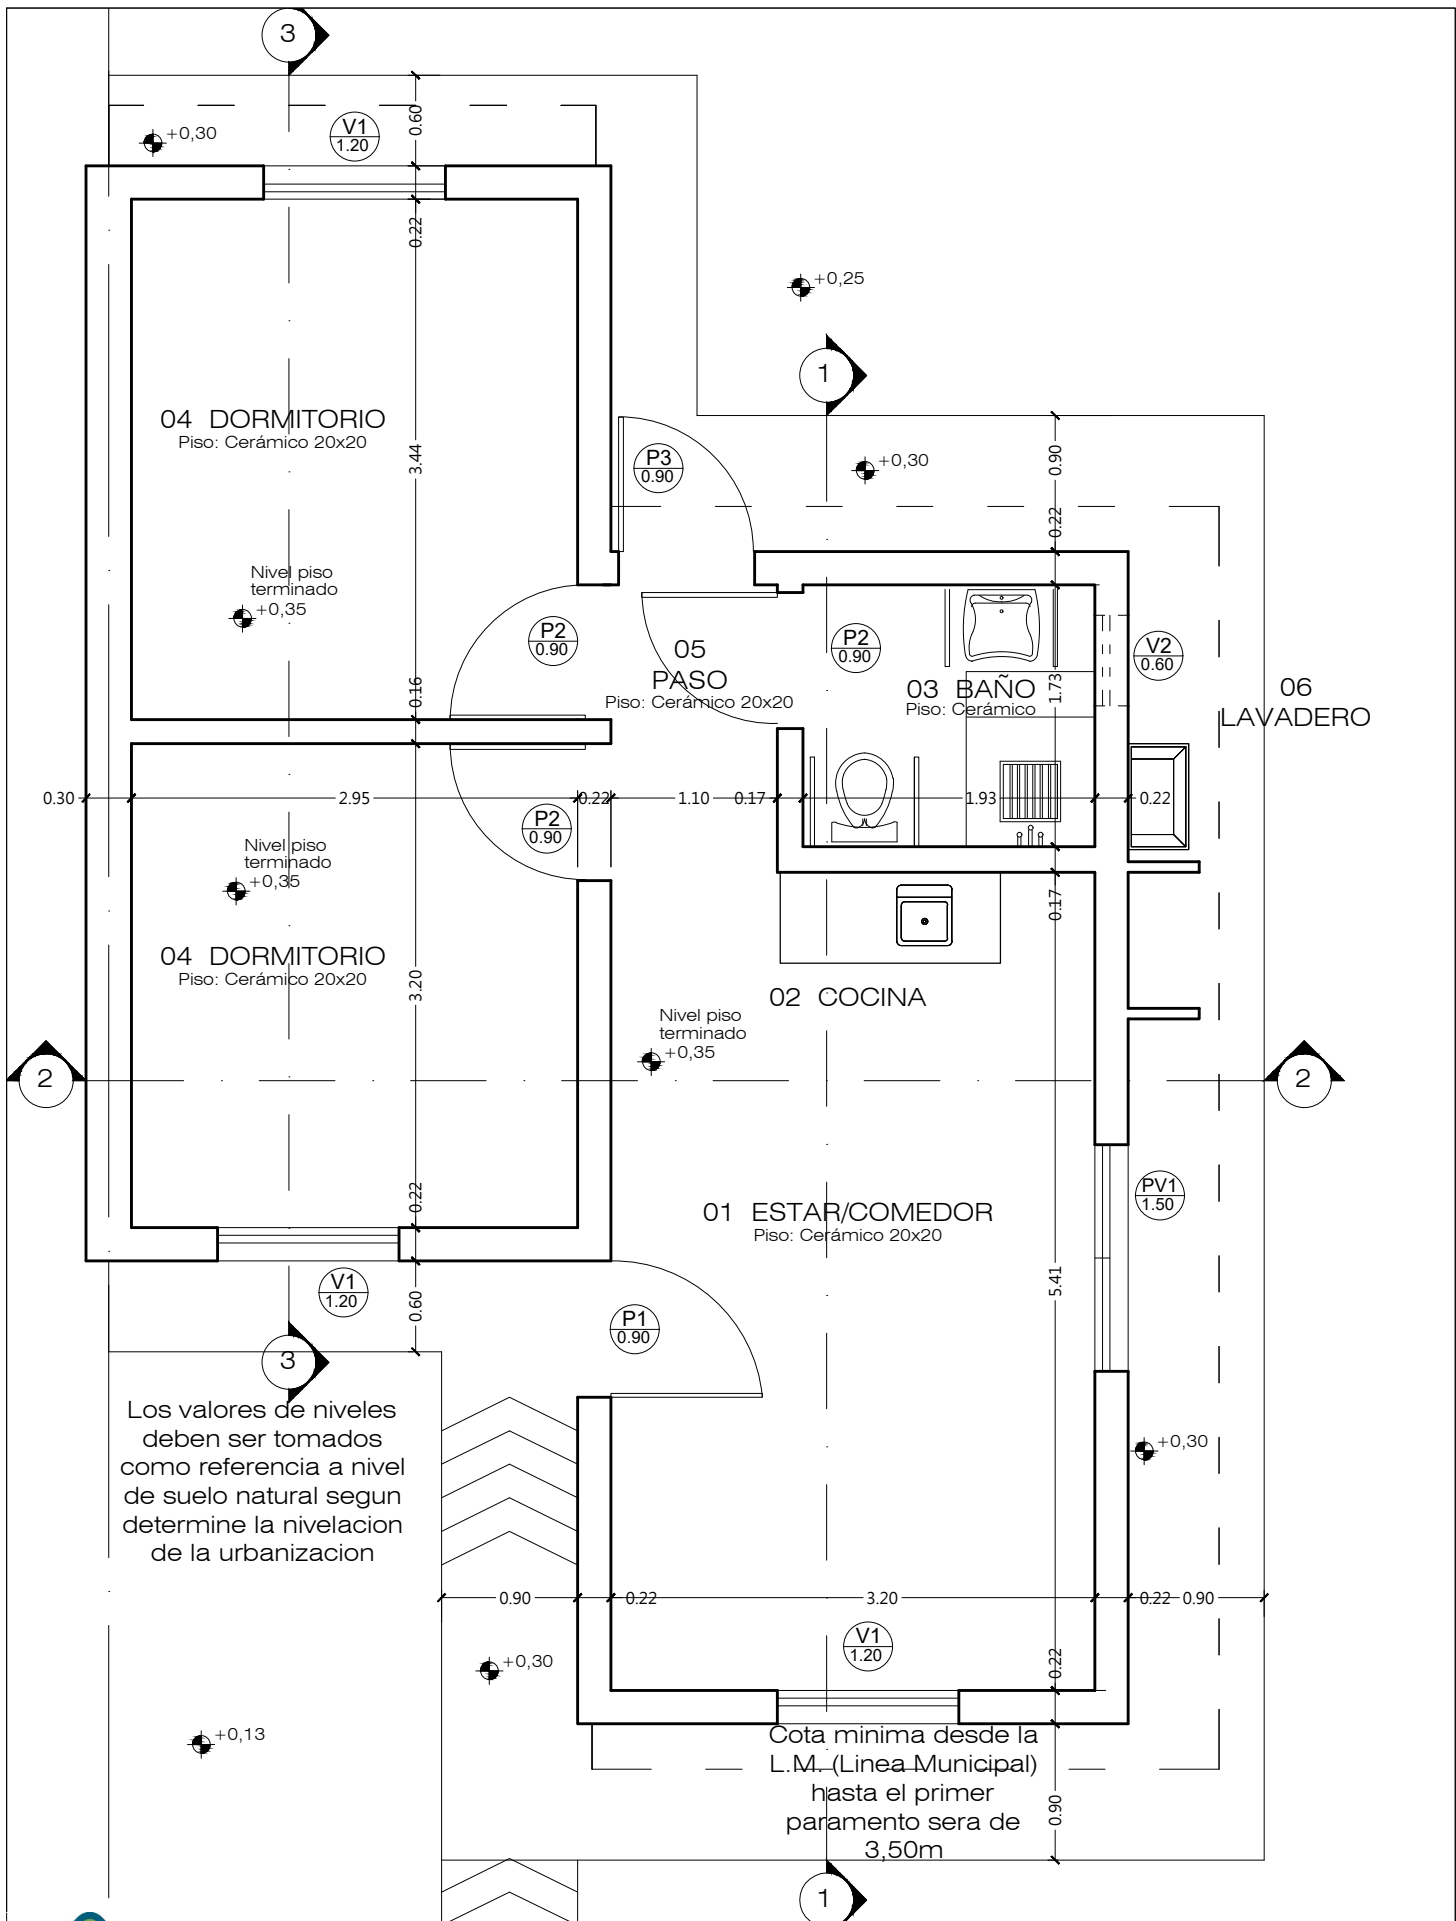 3
0.60
+0,30
V1
1.20
0.22
+0,25
1
04 DORMITORIO
Piso: Cerámico 20x20
3.44
P3
0.90
+0,30
0.90
0.22
Nivel piso
terminado
+0,35
P2
0.90
05
PASO
Piso: Cerámico 20x20
P2
0.90
03 BAÑO
Piso: Cerámico
1.73
V2
0.60
06
LAVADERO
0.16
0.30
2.95
0.22
1.10
0.17
1.93
0.22
P2
0.90
Nivel piso
terminado
+0,35
0.17
04 DORMITORIO
Piso: Cerámico 20x20
3.20
02 COCINA
Nivel piso
terminado
+0,35
2
2
PV1
1.50
01 ESTAR/COMEDOR
Piso: Cerámico 20x20
0.22
5.41
V1
1.20
0.60
P1
0.90
3
Los valores de niveles
deben ser tomados
como referencia a nivel
de suelo natural segun
determine la nivelacion
de la urbanizacion
+0,30
0.90
0.22
3.20
0.22
0.90
V1
1.20
0.22
+0,30
+0,13
Cota minima desde la
L.M. (Linea Municipal)
hasta el primer
paramento sera de
3,50m
0.90
1